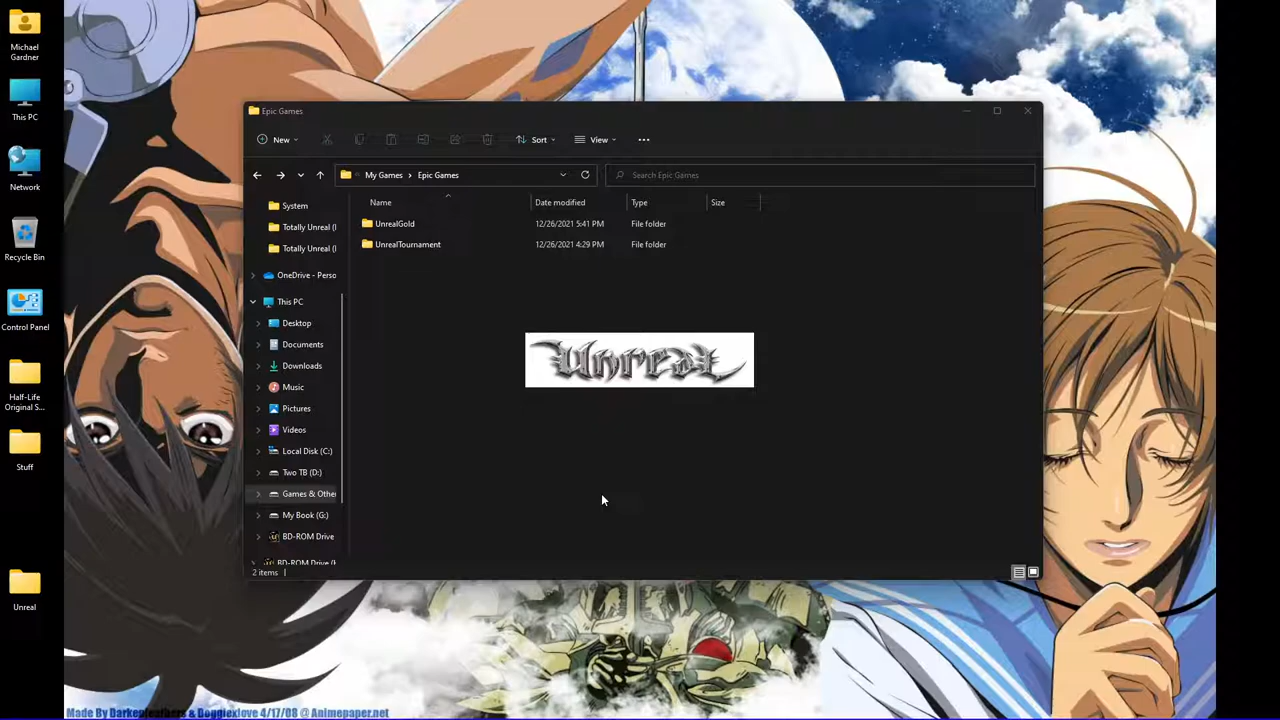 Michael
Gardner
This PC
Network
Recycle Bin
Control Panel
Half-Life
Original S...
Stuff
Unreal
Epic Games
New
Sort
View
My Games
Epic Games
Search Epic Games
Name
Date modified
Type
Size
UnrealGold
12/26/2021 5:41 PM
File folder
UnrealTournament
12/26/2021 4:29 PM
File folder
System
Totally Unreal (
Totally Unreal (
OneDrive - Perso
This PC
Desktop
Documents
Downloads
Music
Pictures
Videos
Local Disk (C:)
Two TB (D:)
Games & Othe
My Book (G:)
BD-ROM Drive
BD-ROM Drive (
2 items
Unreal
Made By Darkenfeathers & Doggiexlove 4/17/08 @ Animepaper.net